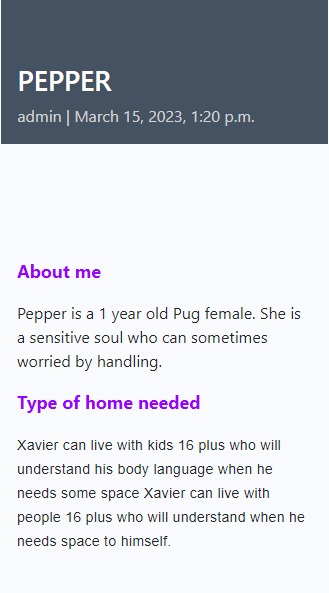 PEPPER
admin | March 15, 2023, 1:20 p.m.
About me
Pepper is a 1 year old Pug female. She is
a sensitive soul who can sometimes
worried by handling.
Type of home needed
Xavier can live with kids 16 plus who will
understand his body language when he
needs some space Xavier can live with
people 16 plus who will understand when he
needs space to himself.